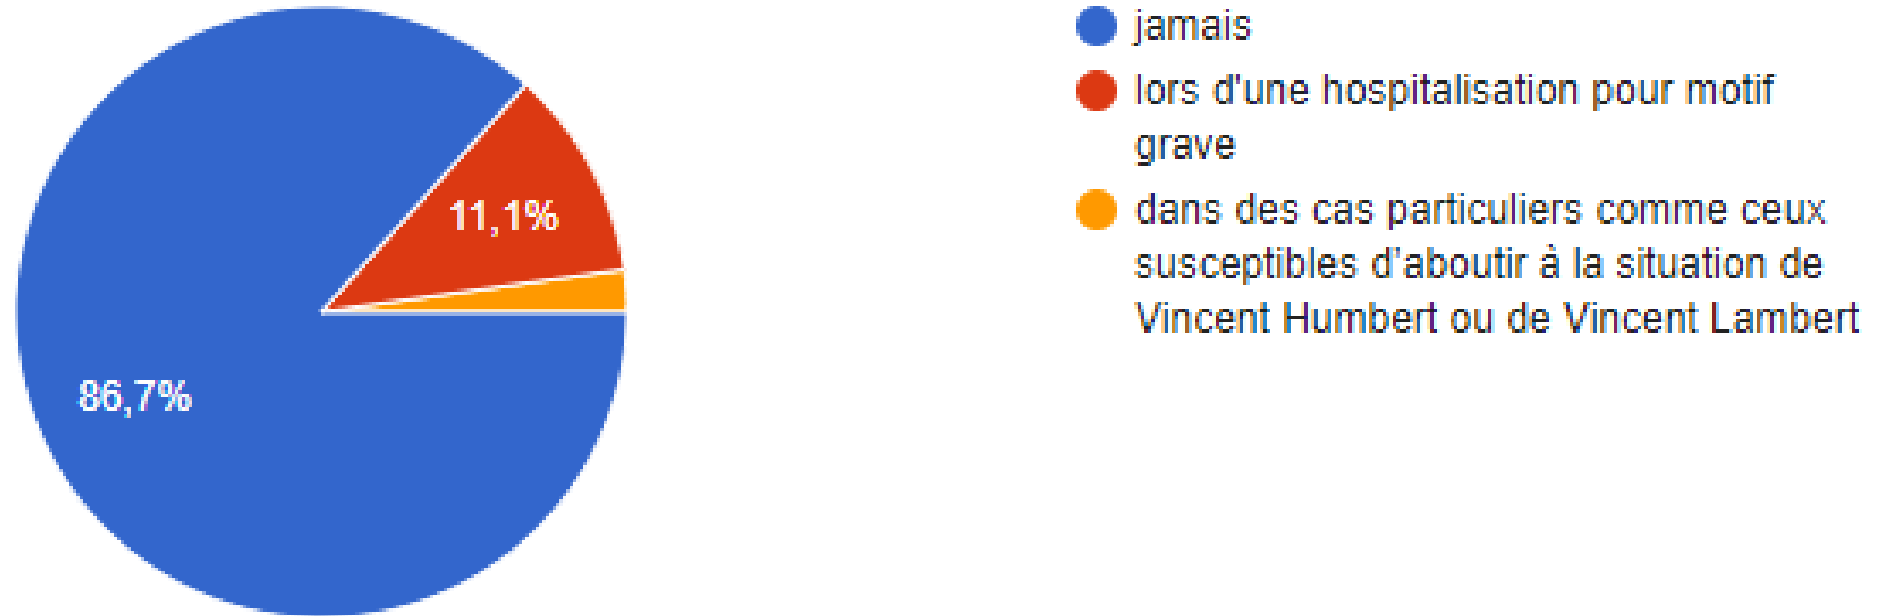 jamais
lors d'une hospitalisation pour motif
grave
dans des cas particuliers comme ceux
susceptibles d'aboutir à la situation de
Vincent Humbert ou de Vincent Lambert
11,1%
86,7%